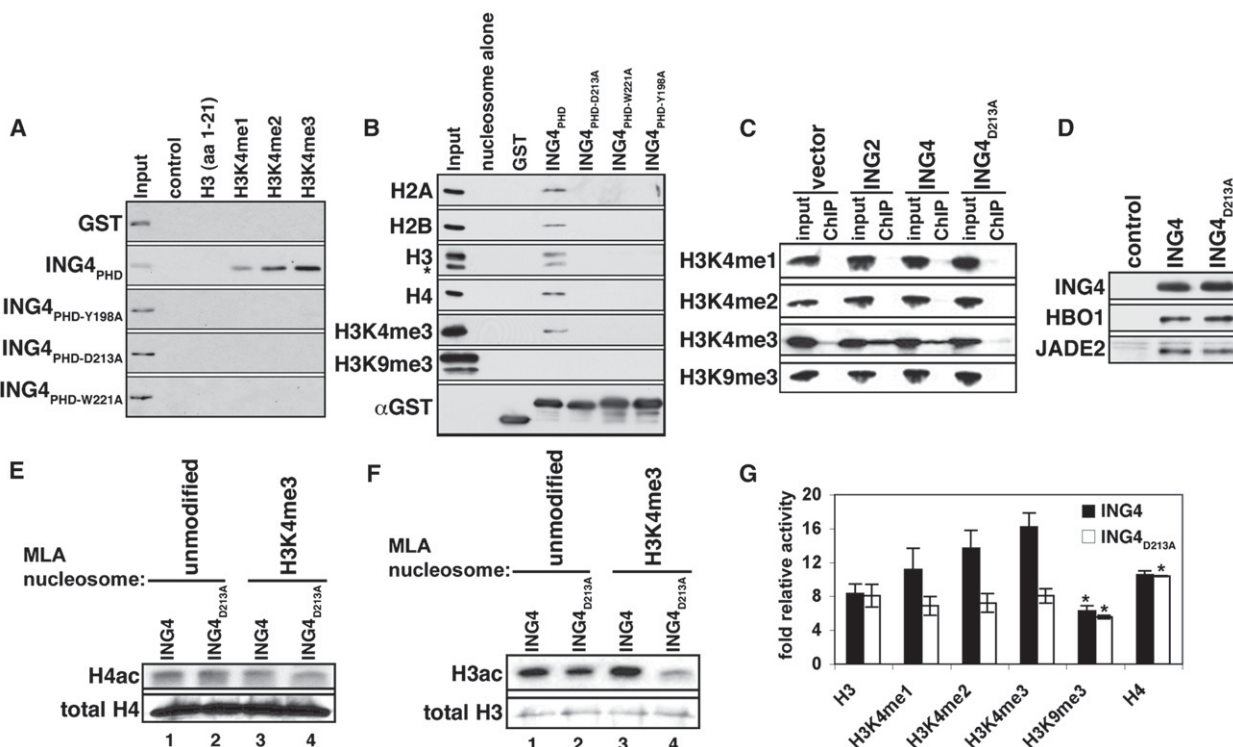 A
Input
control
H3 (aa 1-21)
H3K4me1
H3K4me2
H3K4me3
GST
ING4PHD
ING4PHD-Y198A
ING4PHD-D213A
ING4PHD-W221A
B
Input
nucleosome alone
GST
ING4PHD
ING4PHD-D213A
ING4PHD-W221A
ING4PHD-Y198A
H2A
H2B
H3
*
H4
H3K4me3
H3K9me3
αGST
C
vector
ING2
ING4
ING4D213A
input
ChIP
input
ChIP
input
ChIP
input
ChIP
H3K4me1
H3K4me2
H3K4me3
H3K9me3
D
control
ING4
ING4D213A
ING4
HBO1
JADE2
E
MLA
nucleosome:
unmodified
H3K4me3
ING4
ING4D213A
ING4
ING4D213A
H4ac
total H4
1 2 3 4
F
MLA
nucleosome:
unmodified
H3K4me3
ING4
ING4D213A
ING4
ING4D213A
H3ac
total H3
1 2 3 4
G
fold relative activity
20
16
12
8
4
0
ING4
ING4D213A
* *
*
H3
H3K4me1
H3K4me2
H3K4me3
H3K9me3
H4